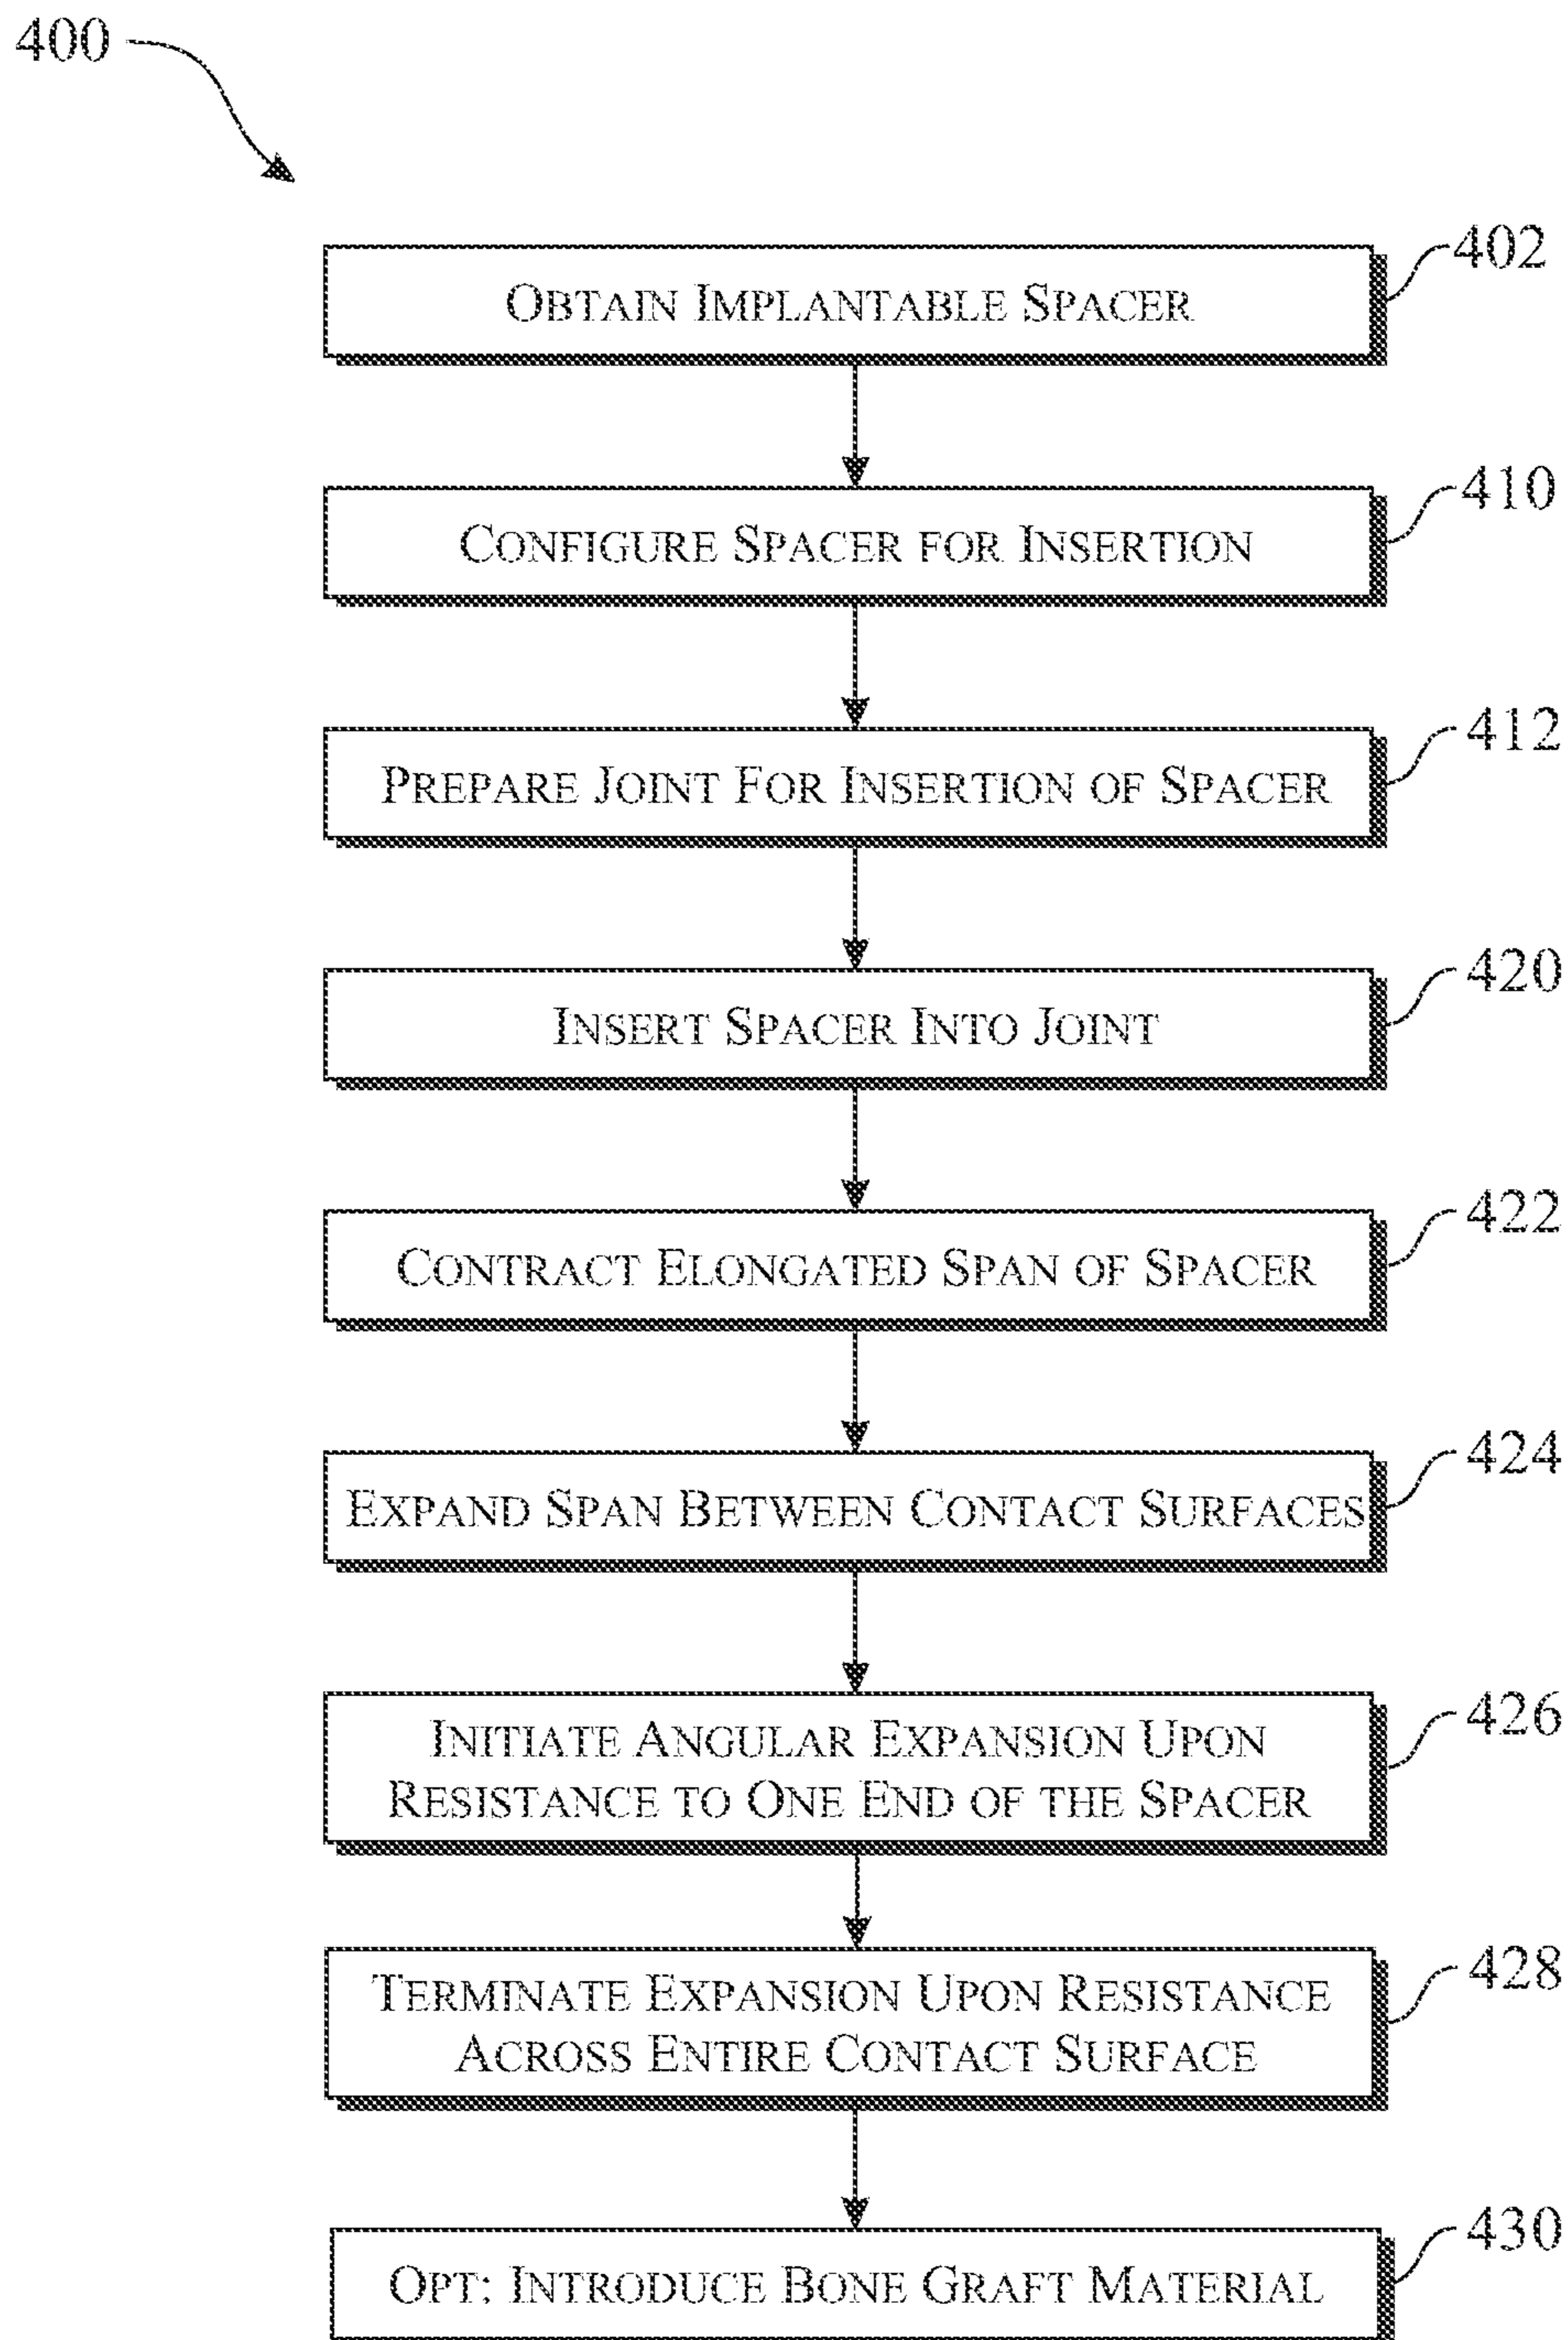 400
402
OBTAIN IMPLANTABLE SPACER
410
CONFIGURE SPACER FOR INSERTION
412
PREPARE JOINT FOR INSERTION OF SPACER
420
INSERT SPACER INTO JOINT
422
CONTRACT ELONGATED SPAN OF SPACER
424
EXPAND SPAN BETWEEN CONTACT SURFACES
426
INITIATE ANGULAR EXPANSION UPON
RESISTANCE TO ONE END OF THE SPACER
428
TERMINATE EXPANSION UPON RESISTANCE
ACROSS ENTIRE CONTACT SURFACE
430
OPT: INTRODUCE BONE GRAFT MATERIAL